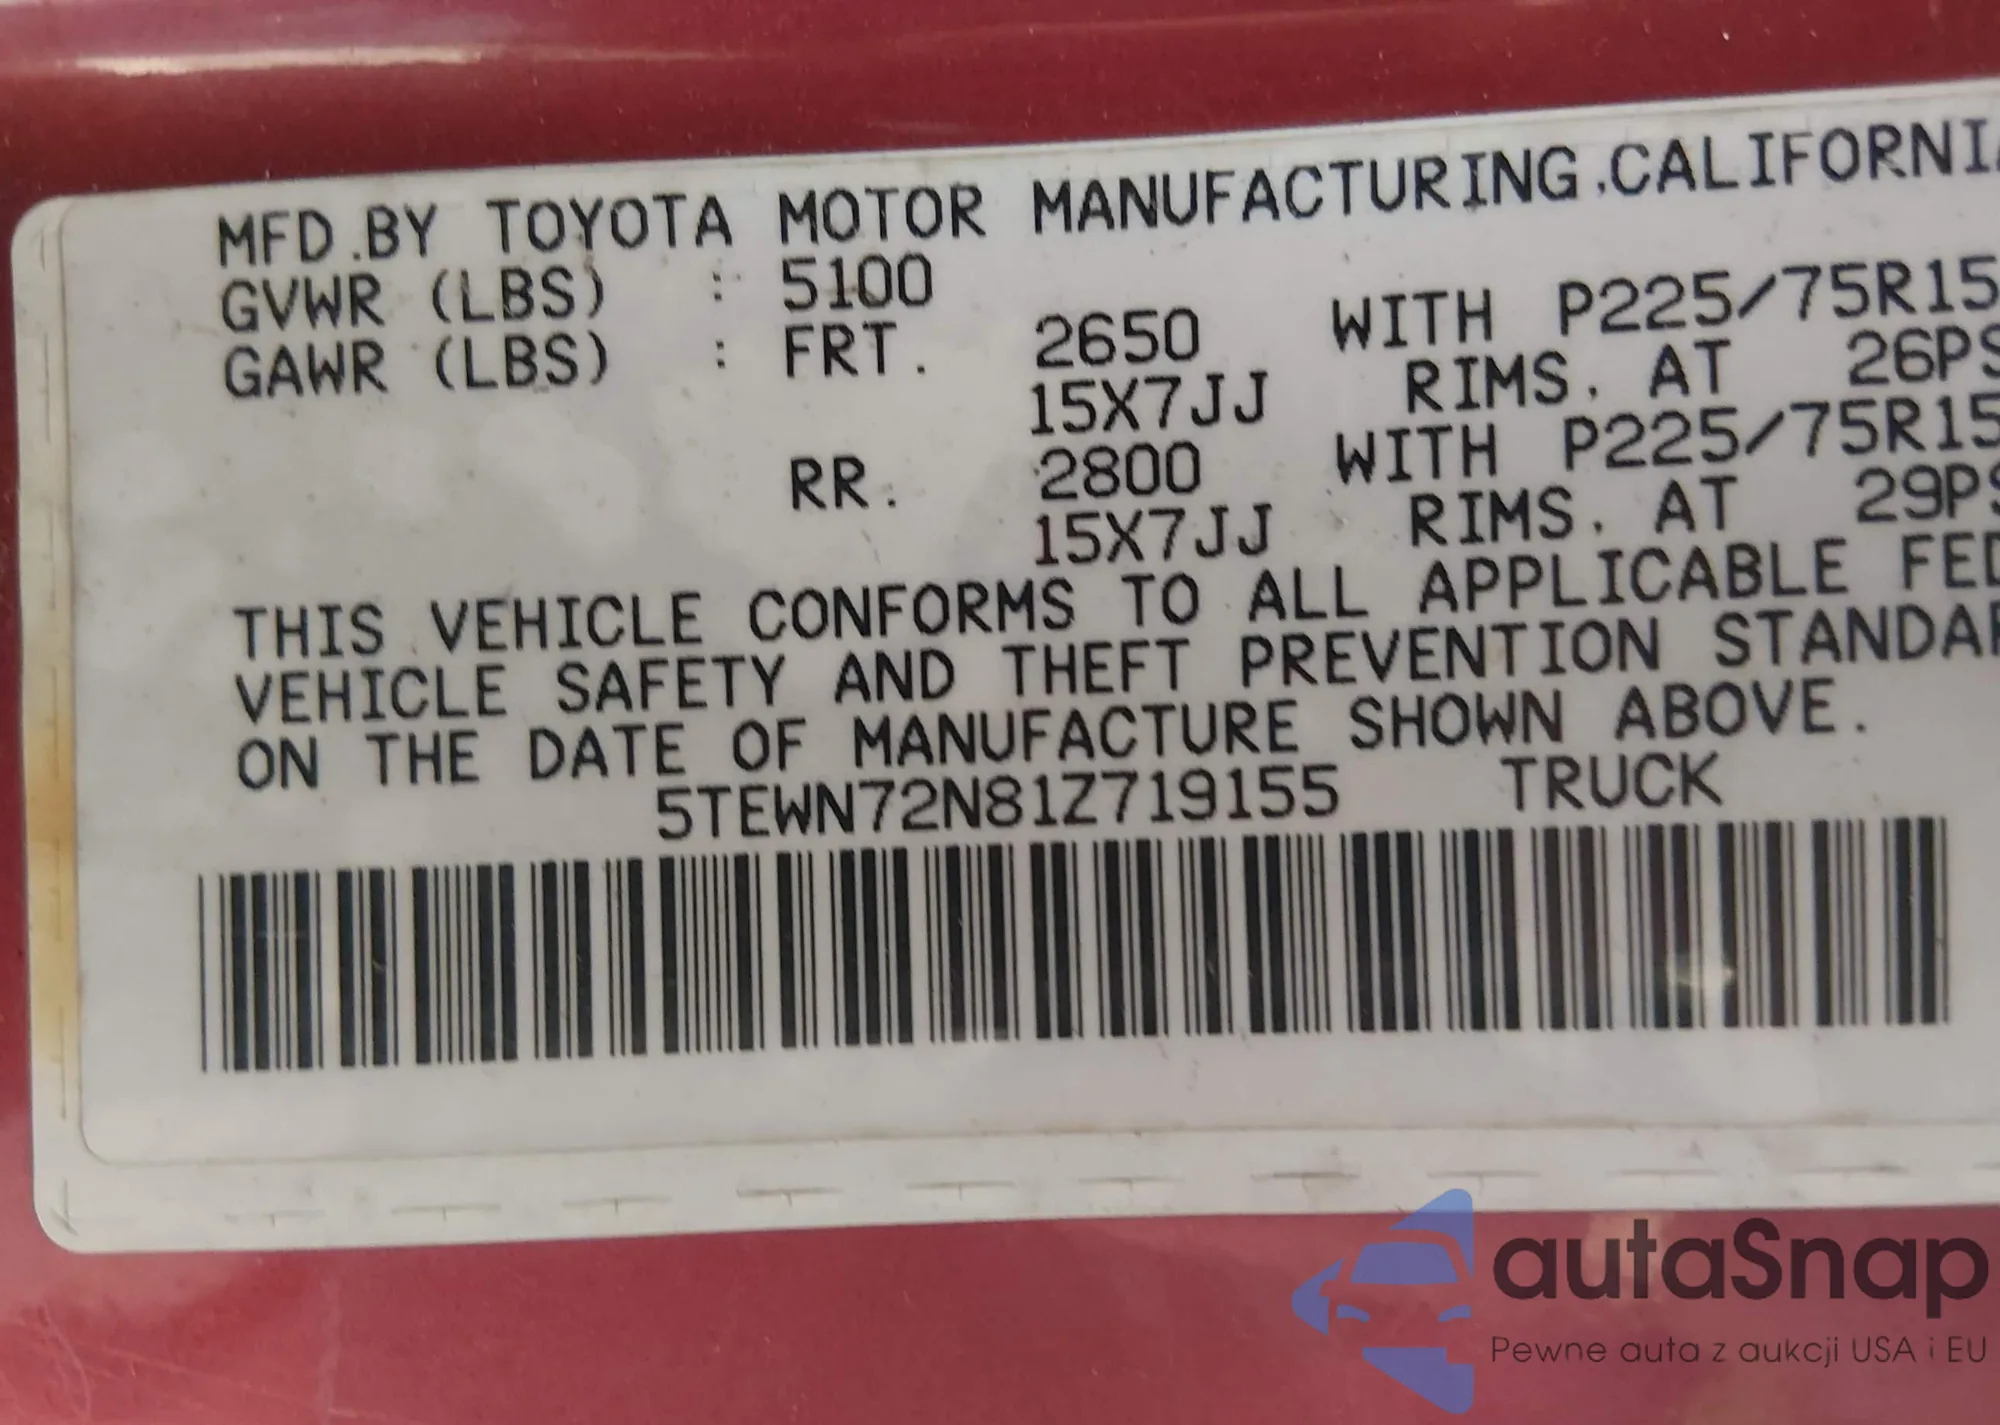 MFD.BY TOYOTA MOTOR MANUFACTURING.CALIFORNIA
GVWR (LBS) : 5100
GAWR (LBS) : FRT. 2650 WITH P225/75R15
15X7JJ RIMS. AT 26PS
RR. 2800 WITH P225/75R15
15X7JJ RIMS. AT 29PS
THIS VEHICLE CONFORMS TO ALL APPLICABLE FED
VEHICLE SAFETY AND THEFT PREVENTION STANDAR
ON THE DATE OF MANUFACTURE SHOWN ABOVE.
5TEWN72N81Z719155 TRUCK
autaSnap
Pewne auta z aukcji USA i EU